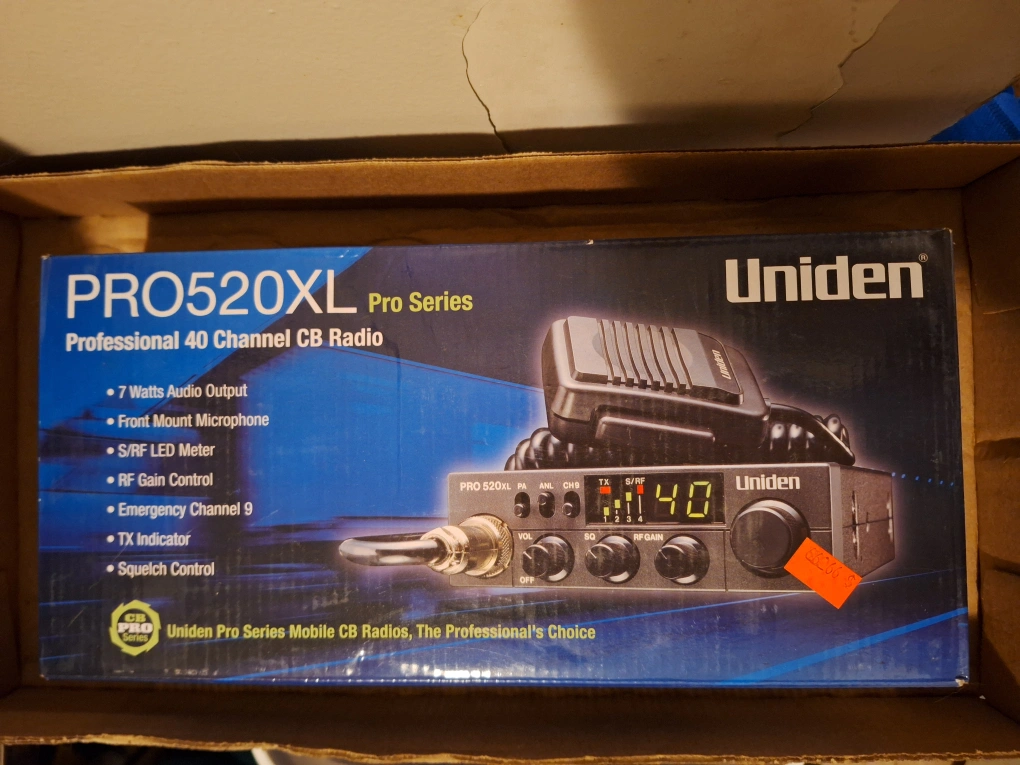 PRO520XL Pro Series
Uniden®
Professional 40 Channel CB Radio
• 7 Watts Audio Output
• Front Mount Microphone
• S/RF LED Meter
• RF Gain Control
• Emergency Channel 9
• TX Indicator
• Squelch Control
Uniden
PRO 520XL PA ANL CH9
TX S/RF
1 2 3 4
40
Uniden
VOL SQ RF GAIN
OFF
CB
PRO
Series
Uniden Pro Series Mobile CB Radios, The Professional's Choice